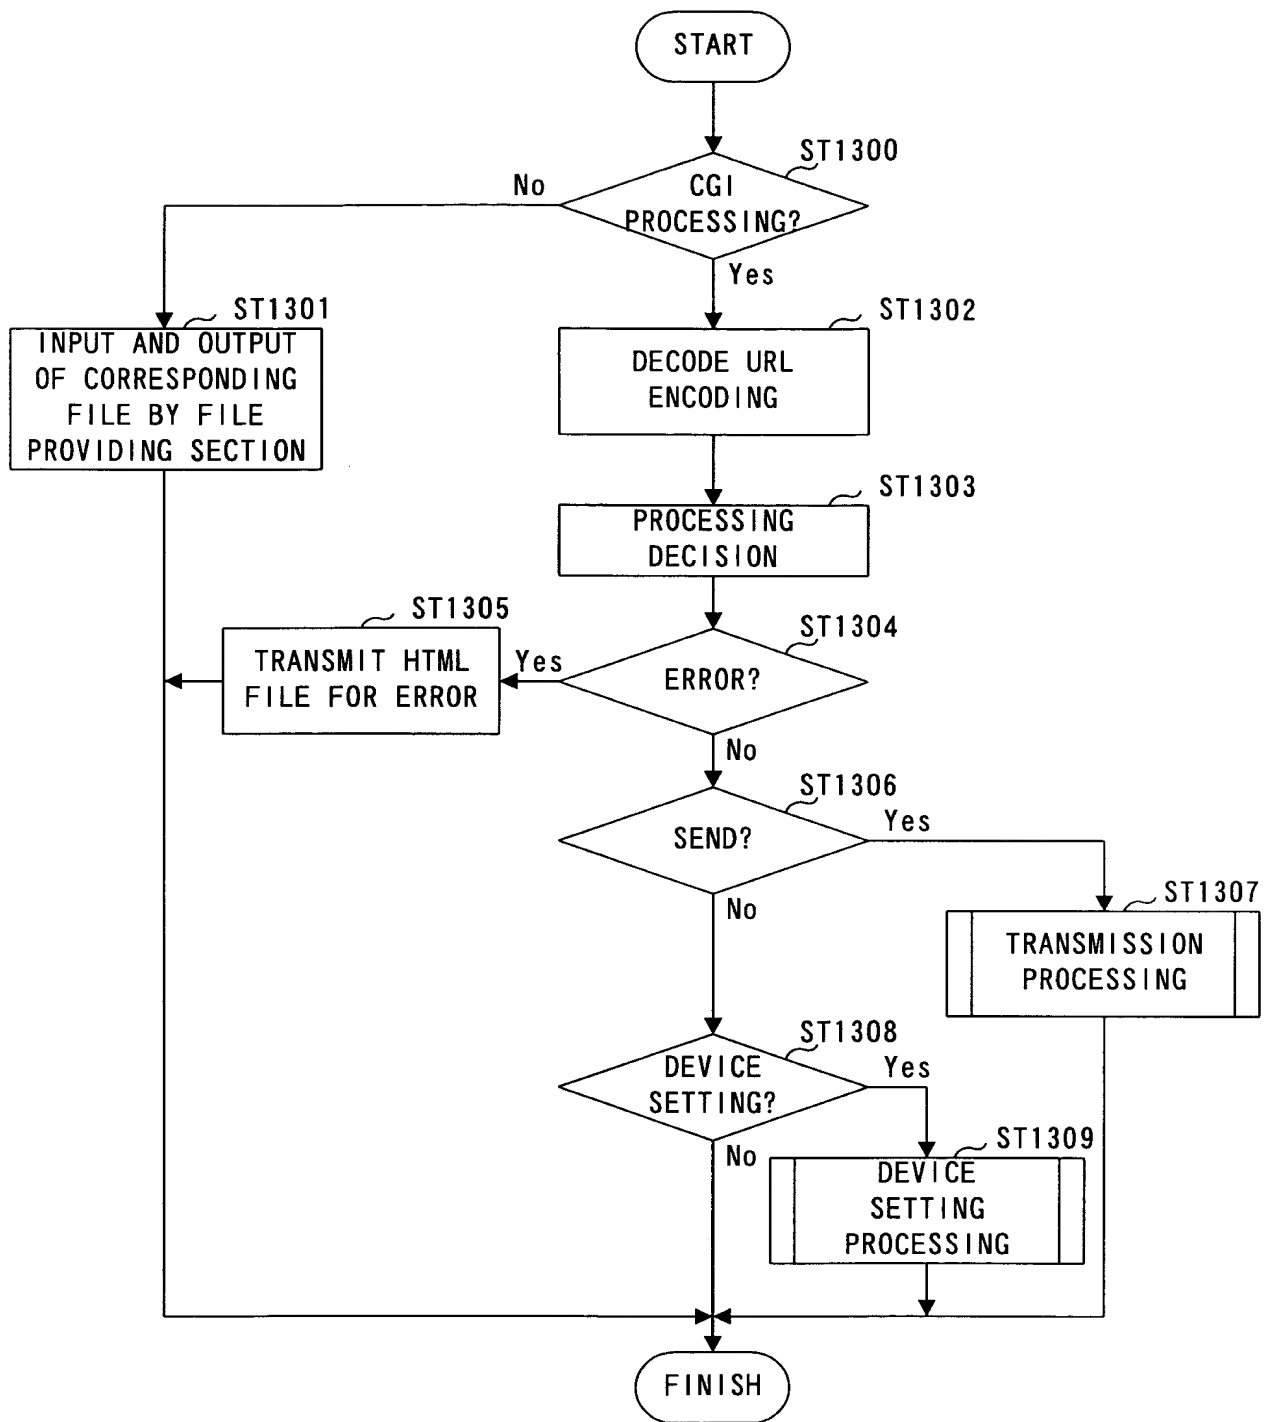 START
ST1300
CGI
PROCESSING?
No
Yes
ST1301
INPUT AND OUTPUT
OF CORRESPONDING
FILE BY FILE
PROVIDING SECTION
ST1302
DECODE URL
ENCODING
ST1303
PROCESSING
DECISION
ST1304
ERROR?
Yes
ST1305
TRANSMIT HTML
FILE FOR ERROR
No
ST1306
SEND?
Yes
No
ST1307
TRANSMISSION
PROCESSING
ST1308
DEVICE
SETTING?
Yes
No
ST1309
DEVICE
SETTING
PROCESSING
FINISH